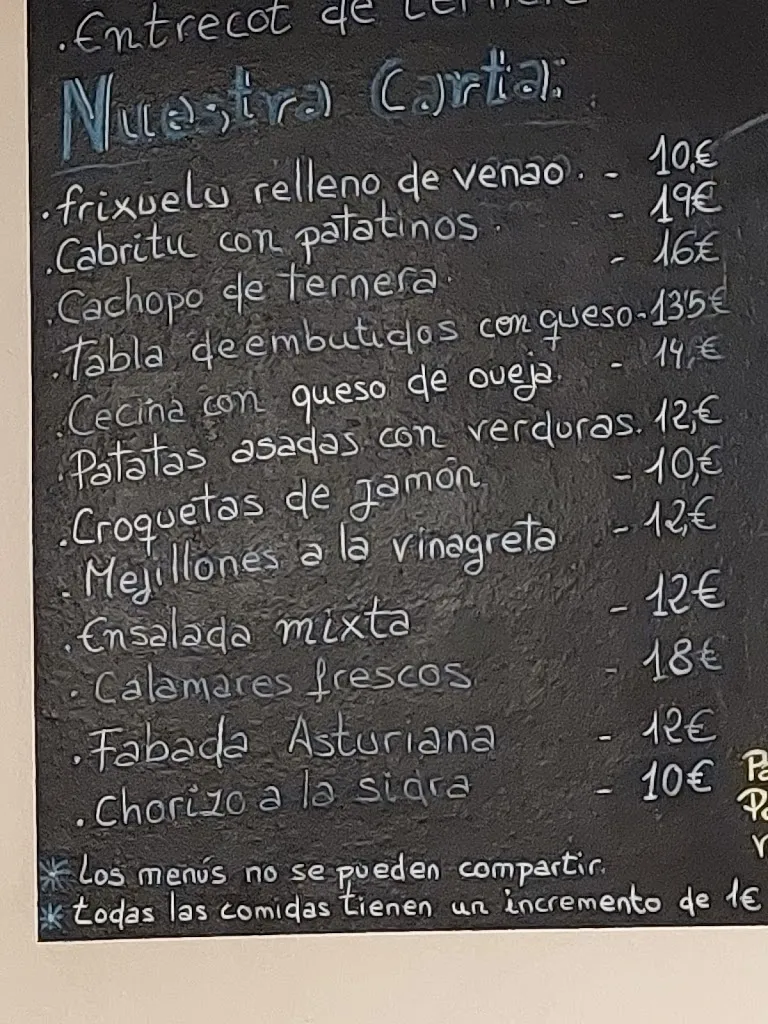 .Entrecot de
Nuestra Carta:
.frixuelu relleno de venao. - 10,€
.Cabritu con patatinos. - 19€
.Cachopo de ternera. - 16€
.Tabla de embutidos con queso-13'5€
.Cecina con queso de oveja. - 14,€
.Patatas asadas con verduras. 12,€
.Croquetas de jamón. - 10,€
.Mejillones a la vinagreta - 12,€
.Ensalada mixta - 12€
.Calamares frescos - 18€
.Fabada Asturiana - 12€
.Chorizo a la sidra - 10€
* Los menús no se pueden compartir.
* todas las comidas tienen un incremento de 1€